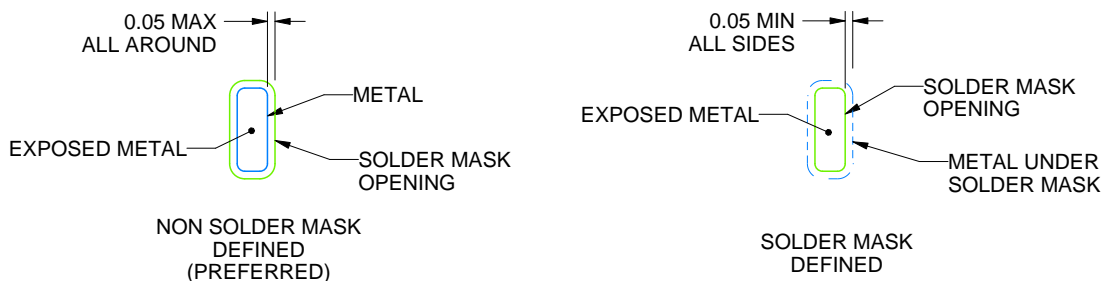 0.05 MAX
ALL AROUND
METAL
EXPOSED METAL
SOLDER MASK
OPENING
NON SOLDER MASK
DEFINED
(PREFERRED)
0.05 MIN
ALL SIDES
SOLDER MASK
OPENING
EXPOSED METAL
METAL UNDER
SOLDER MASK
SOLDER MASK
DEFINED